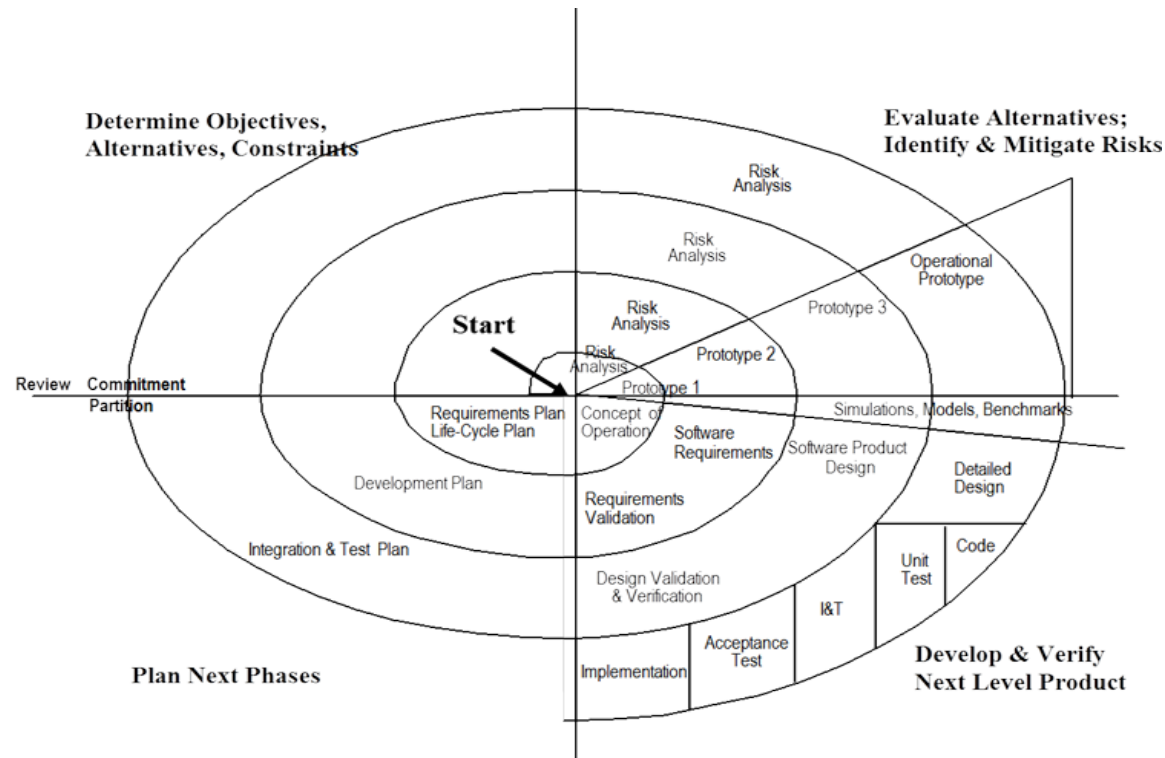 Determine Objectives,
Alternatives, Constraints
Evaluate Alternatives;
Identify & Mitigate Risks
Risk
Analysis
Risk
Analysis
Operational
Prototype
Prototype 3
Risk
Analysis
Start
Prototype 2
Risk
Analysis
Prototype 1
Review Commitment
Partition
Requirements Plan
Life-Cycle Plan
Concept of
Operation
Simulations, Models, Benchmarks
Software
Requirements
Software Product
Design
Detailed
Design
Development Plan
Requirements
Validation
Integration & Test Plan
Design Validation
& Verification
Code
Unit
Test
I&T
Acceptance
Test
Implementation
Plan Next Phases
Develop & Verify
Next Level Product